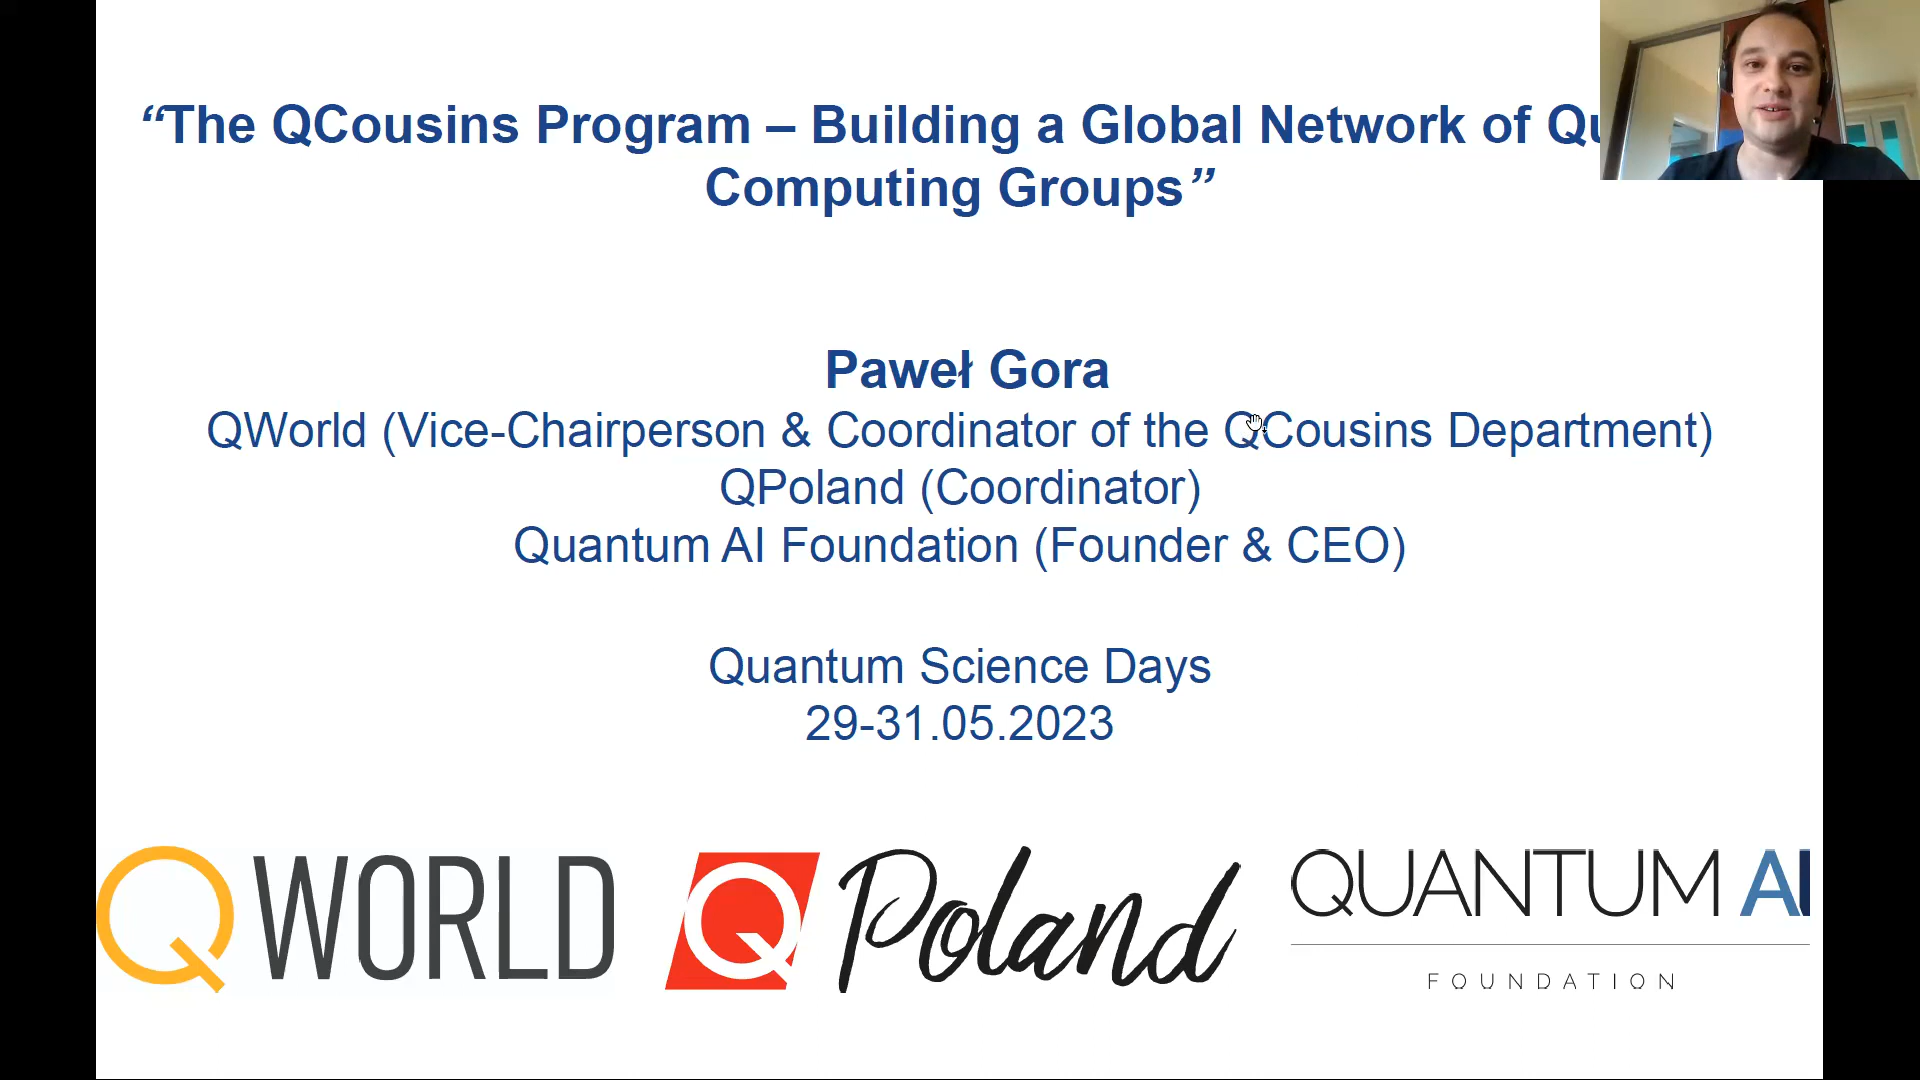 “The QCousins Program – Building a Global Network of
Computing Groups”
Paweł Gora
QWorld (Vice-Chairperson & Coordinator of the QCousins Department)
QPoland (Coordinator)
Quantum AI Foundation (Founder & CEO)
Quantum Science Days
29-31.05.2023
QWORLD
QPoland
QUANTUM AI
FOUNDATION